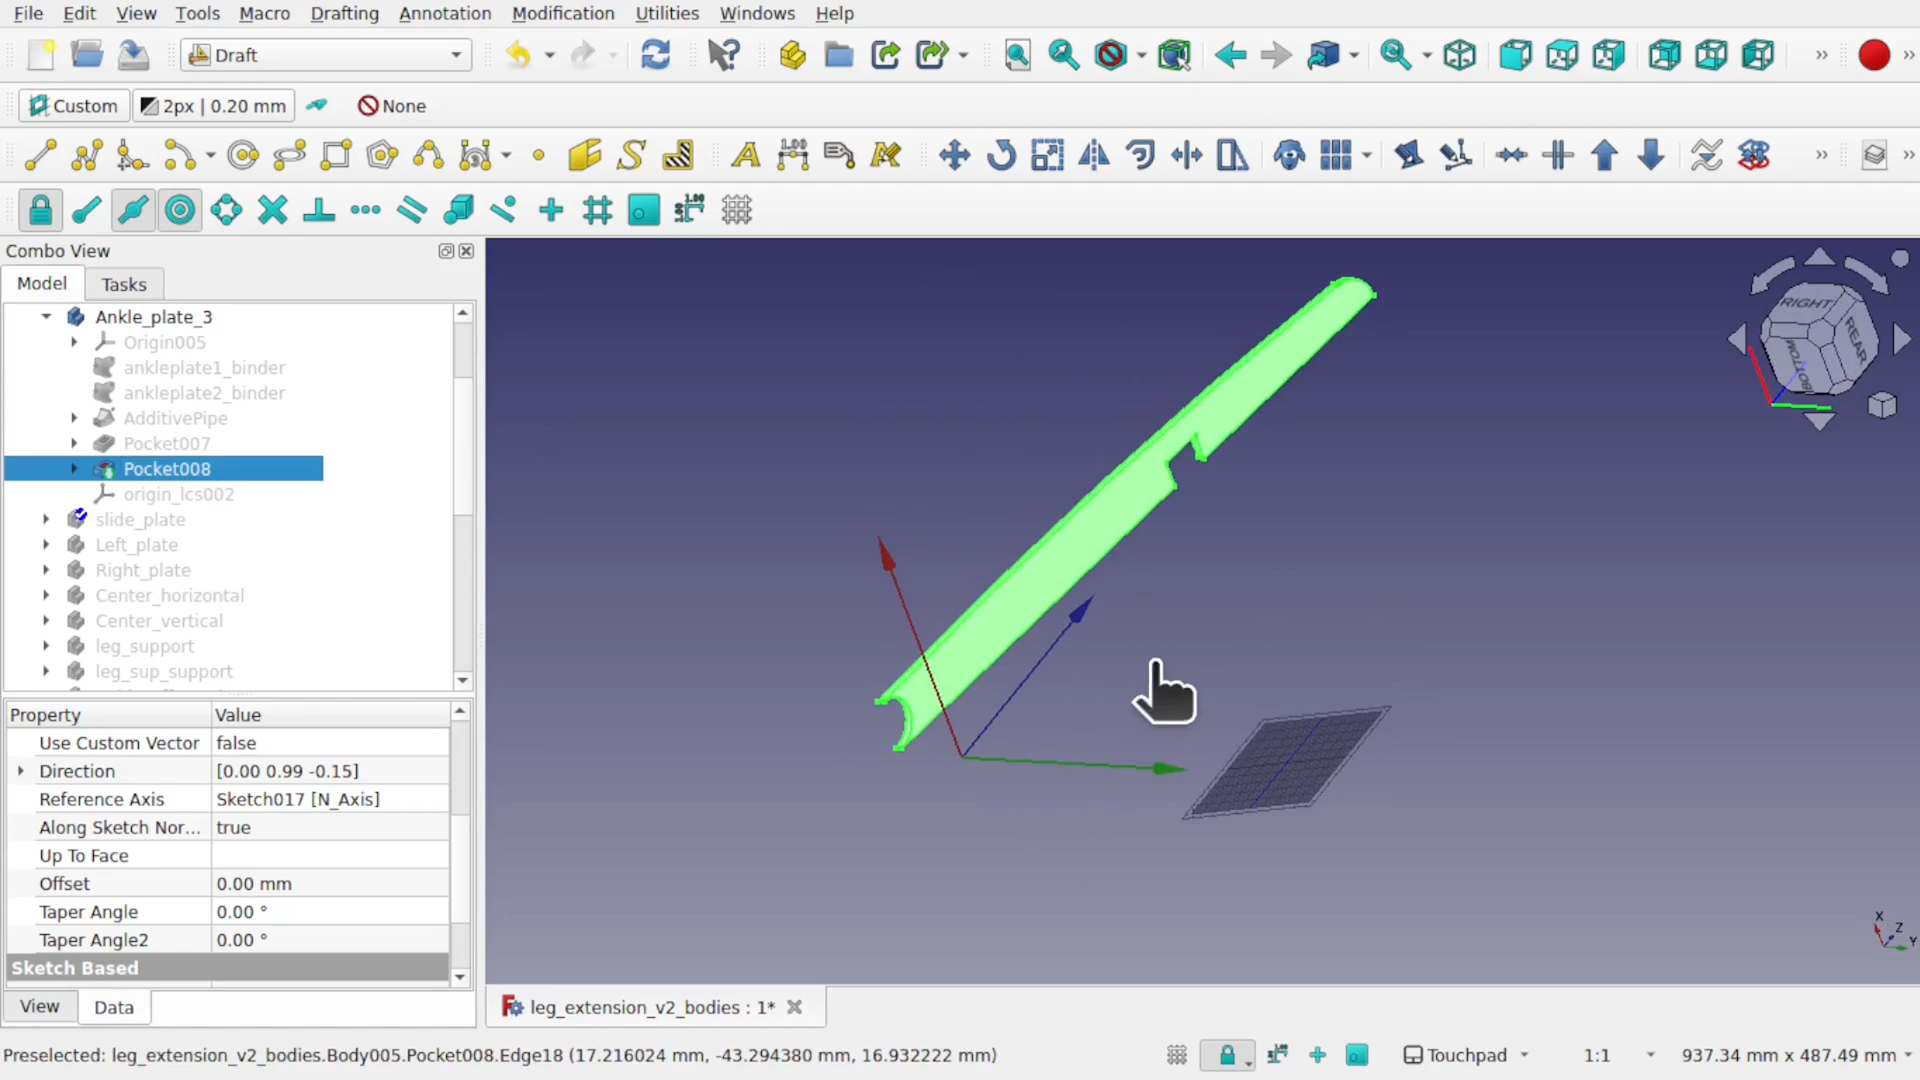 File Edit View Tools Macro Drafting Annotation Modification Utilities Windows Help
Draft
Custom 2px | 0.20 mm None
Combo View
Model Tasks
Ankle_plate_3
Origin005
ankleplate1_binder
ankleplate2_binder
AdditivePipe
Pocket007
Pocket008
origin_lcs002
slide_plate
Left_plate
Right_plate
Center_horizontal
Center_vertical
leg_support
leg_sup_support
Property Value
Use Custom Vector false
Direction [0.00 0.99 -0.15]
Reference Axis Sketch017 [N_Axis]
Along Sketch Nor... true
Up To Face
Offset 0.00 mm
Taper Angle 0.00 °
Taper Angle2 0.00 °
Sketch Based
View Data
RIGHT
REAR
BOTTOM
X
Z
Y
leg_extension_v2_bodies : 1*
Preselected: leg_extension_v2_bodies.Body005.Pocket008.Edge18 (17.216024 mm, -43.294380 mm, 16.932222 mm)
Touchpad 1:1 937.34 mm x 487.49 mm